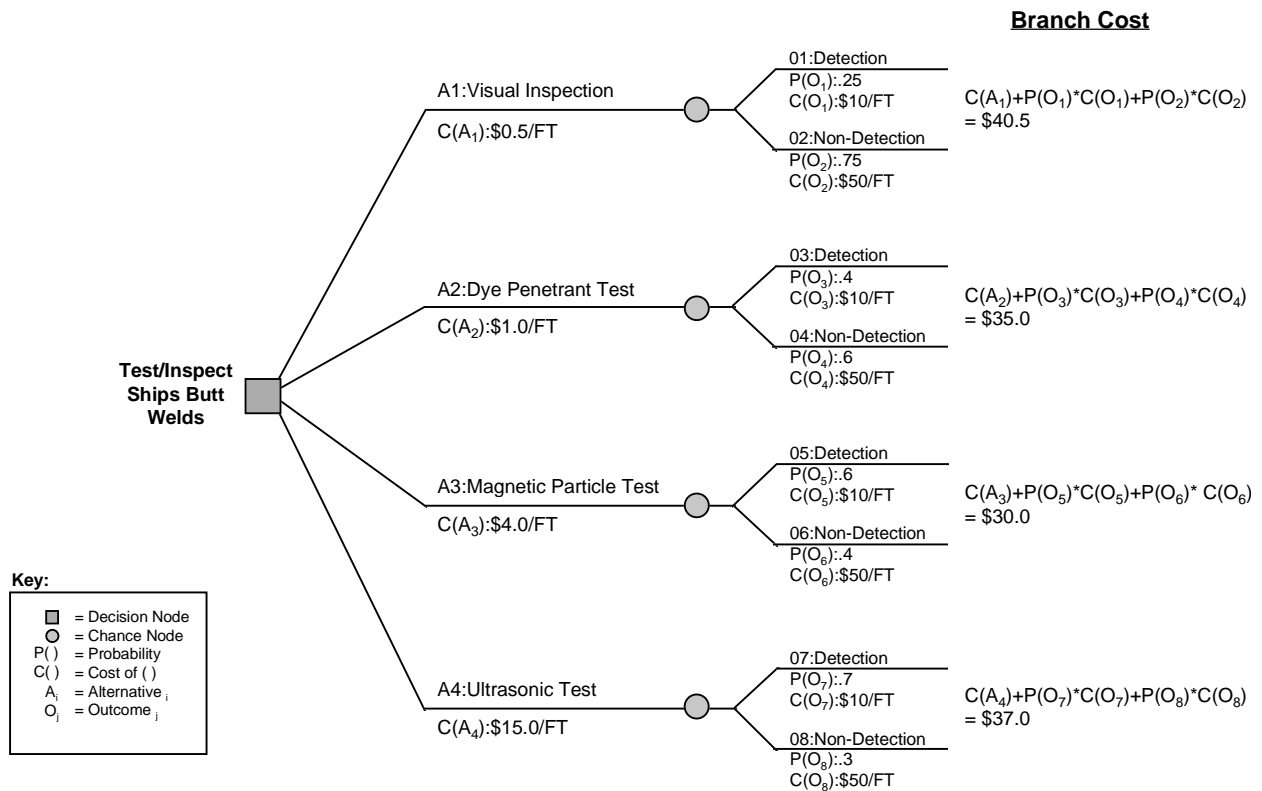 Branch Cost
A1:Visual Inspection
C(A₁):$0.5/FT
01:Detection
P(O₁):.25
C(O₁):$10/FT
02:Non-Detection
P(O₂):.75
C(O₂):$50/FT
C(A₁)+P(O₁)*C(O₁)+P(O₂)*C(O₂)
= $40.5
A2:Dye Penetrant Test
C(A₂):$1.0/FT
03:Detection
P(O₃):.4
C(O₃):$10/FT
04:Non-Detection
P(O₄):.6
C(O₄):$50/FT
C(A₂)+P(O₃)*C(O₃)+P(O₄)*C(O₄)
= $35.0
Test/Inspect
Ships Butt
Welds
A3:Magnetic Particle Test
C(A₃):$4.0/FT
05:Detection
P(O₅):.6
C(O₅):$10/FT
06:Non-Detection
P(O₆):.4
C(O₆):$50/FT
C(A₃)+P(O₅)*C(O₅)+P(O₆)* C(O₆)
= $30.0
A4:Ultrasonic Test
C(A₄):$15.0/FT
07:Detection
P(O₇):.7
C(O₇):$10/FT
08:Non-Detection
P(O₈):.3
C(O₈):$50/FT
C(A₄)+P(O₇)*C(O₇)+P(O₈)*C(O₈)
= $37.0
Key:
= Decision Node
= Chance Node
P( ) = Probability
C( ) = Cost of ( )
Aᵢ = Alternative ᵢ
Oⱼ = Outcome ⱼ